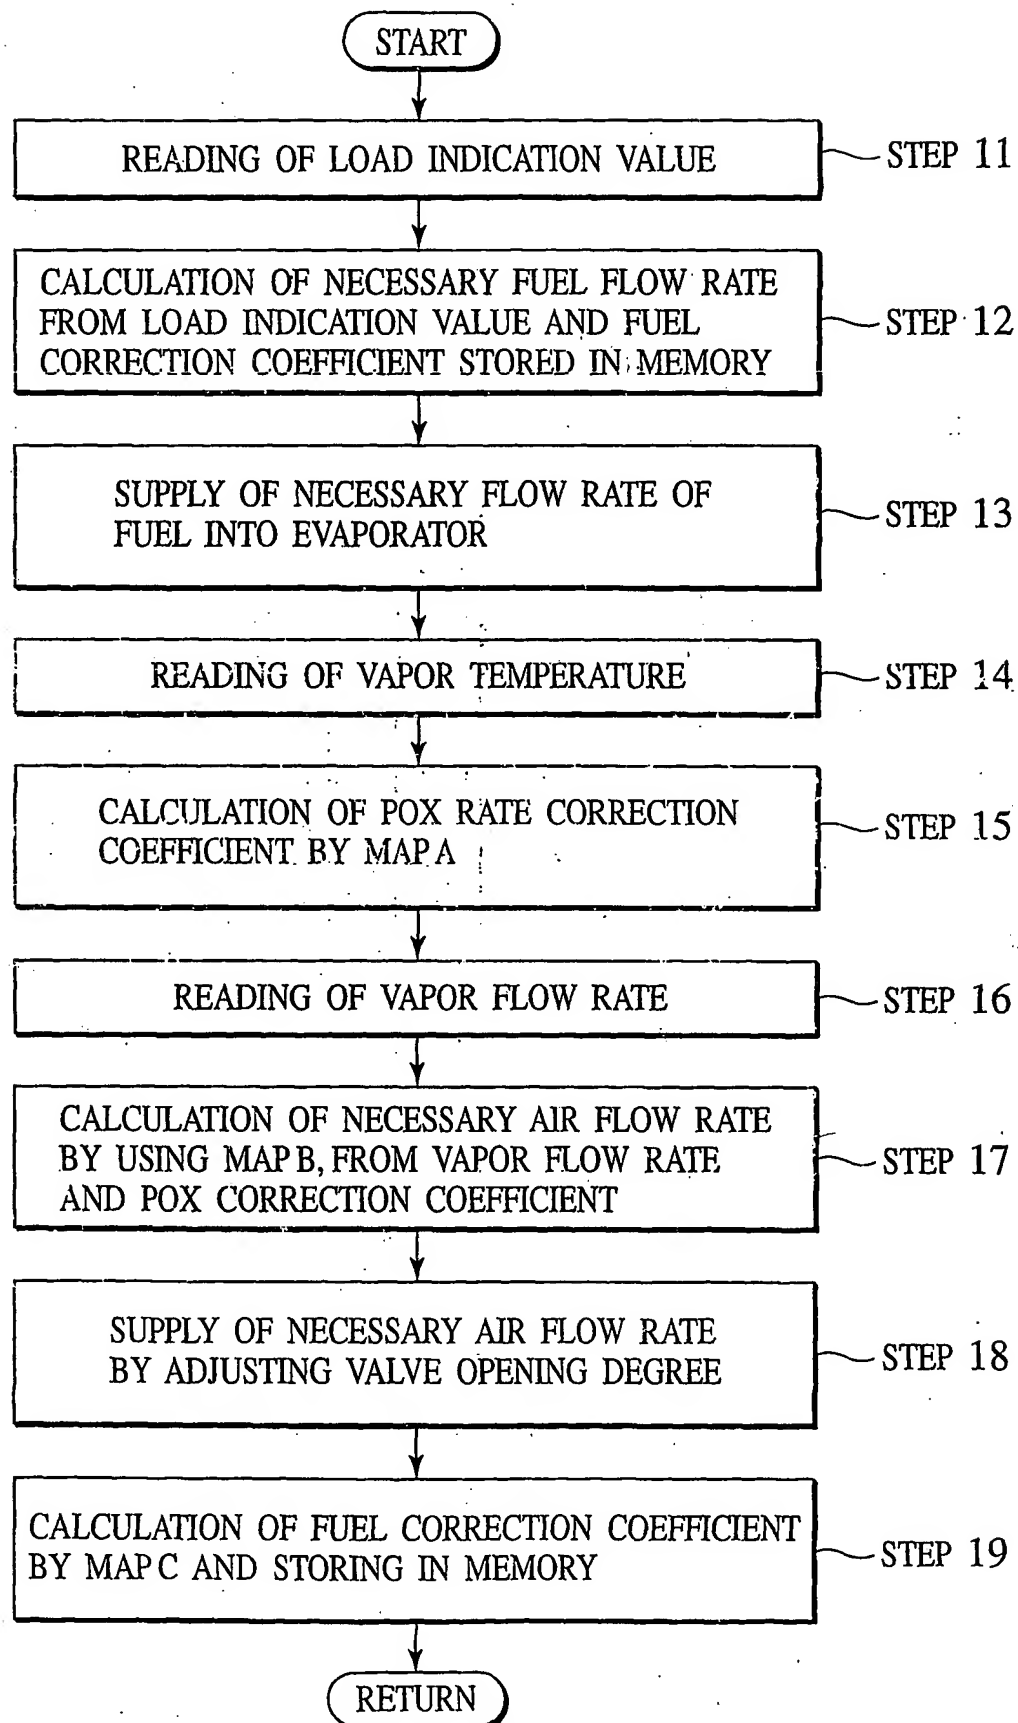 START
READING OF LOAD INDICATION VALUE
STEP 11
CALCULATION OF NECESSARY FUEL FLOW RATE
FROM LOAD INDICATION VALUE AND FUEL
CORRECTION COEFFICIENT STORED IN MEMORY
STEP 12
SUPPLY OF NECESSARY FLOW RATE OF
FUEL INTO EVAPORATOR
STEP 13
READING OF VAPOR TEMPERATURE
STEP 14
CALCULATION OF POX RATE CORRECTION
COEFFICIENT BY MAP A
STEP 15
READING OF VAPOR FLOW RATE
STEP 16
CALCULATION OF NECESSARY AIR FLOW RATE
BY USING MAP B, FROM VAPOR FLOW RATE
AND POX CORRECTION COEFFICIENT
STEP 17
SUPPLY OF NECESSARY AIR FLOW RATE
BY ADJUSTING VALVE OPENING DEGREE
STEP 18
CALCULATION OF FUEL CORRECTION COEFFICIENT
BY MAP C AND STORING IN MEMORY
STEP 19
RETURN